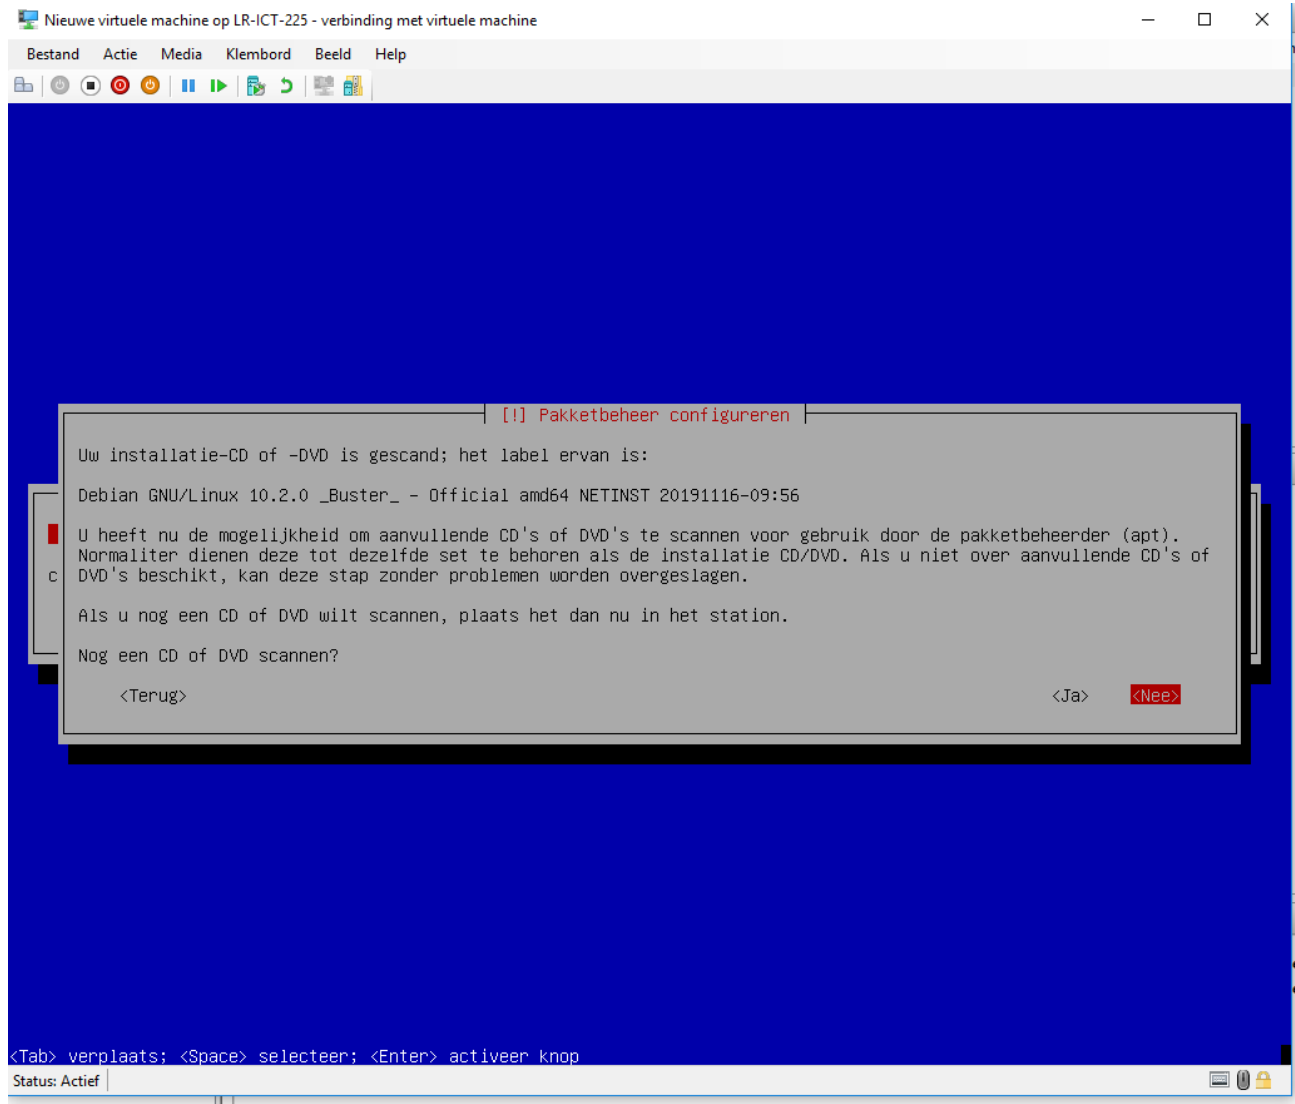 Nieuwe virtuele machine op LR-ICT-225 - verbinding met virtuele machine
Bestand Actie Media Klembord Beeld Help
[!] Pakketbeheer configureren
Uw installatie-CD of -DVD is gescand; het label ervan is:
Debian GNU/Linux 10.2.0 _Buster_ - Official amd64 NETINST 20191116-09:56
U heeft nu de mogelijkheid om aanvullende CD's of DVD's te scannen voor gebruik door de pakketbeheerder (apt).
Normaliter dienen deze tot dezelfde set te behoren als de installatie CD/DVD. Als u niet over aanvullende CD's of
c DVD's beschikt, kan deze stap zonder problemen worden overgeslagen.
Als u nog een CD of DVD wilt scannen, plaats het dan nu in het station.
Nog een CD of DVD scannen?
<Terug> <Ja> <Nee>
<Tab> verplaats; <Space> selecteer; <Enter> activeer knop
Status: Actief